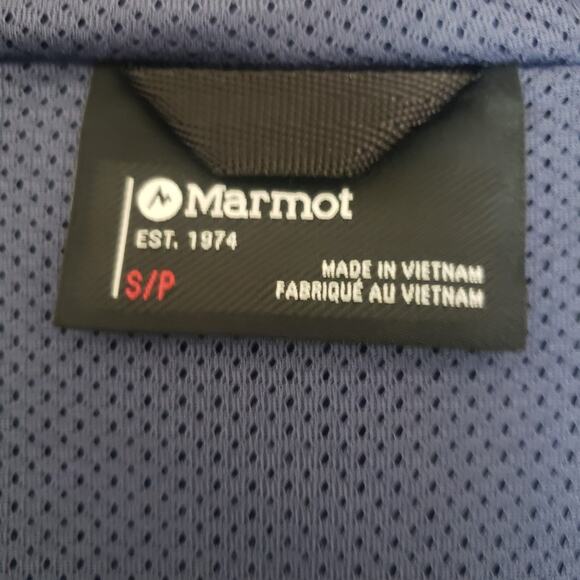 Marmot
EST. 1974
S/P
MADE IN VIETNAM
FABRIQUÉ AU VIETNAM